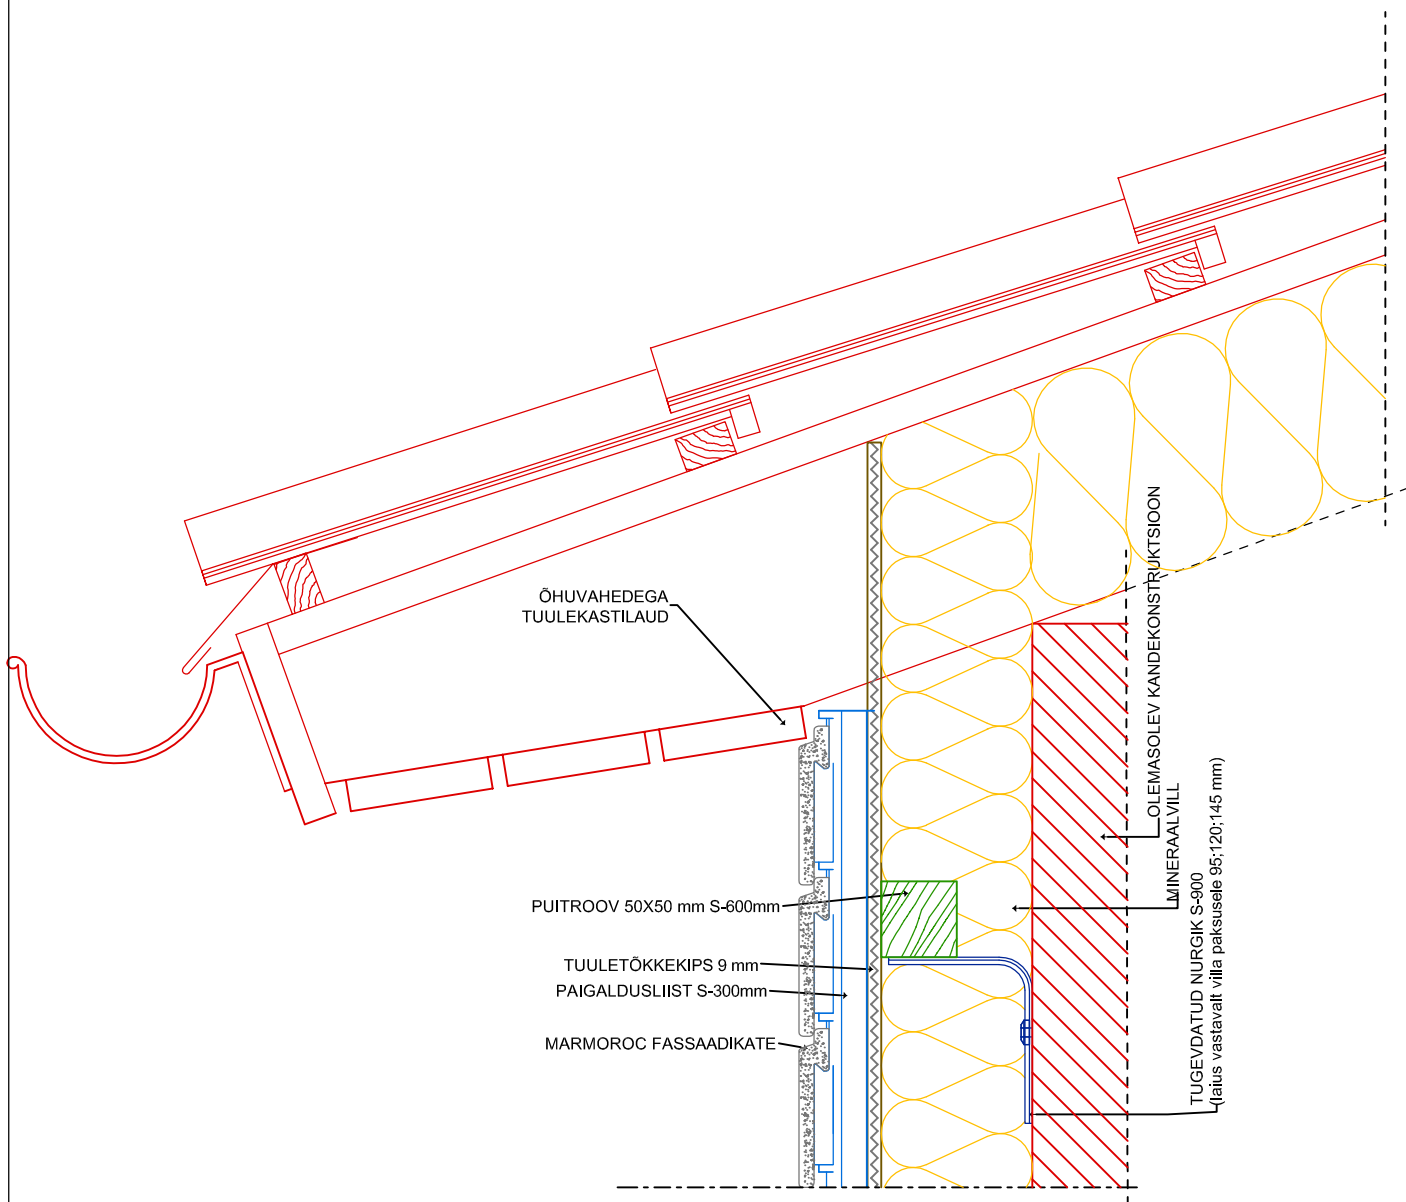 ÕHUVAHEDEGA
TUULEKASTILAUD
PUITROOV 50X50 mm S-600mm
TUULETÕKKEKIPS 9 mm
PAIGALDUSLIIST S-300mm
MARMOROC FASSAADIKATE
OLEMASOLEV KANDEKONSTRUKTSIOON
MINERAALVILL
TUGEVDATUD NURGIK S-900
(laius vastavalt villa paksusele 95;120;145 mm)